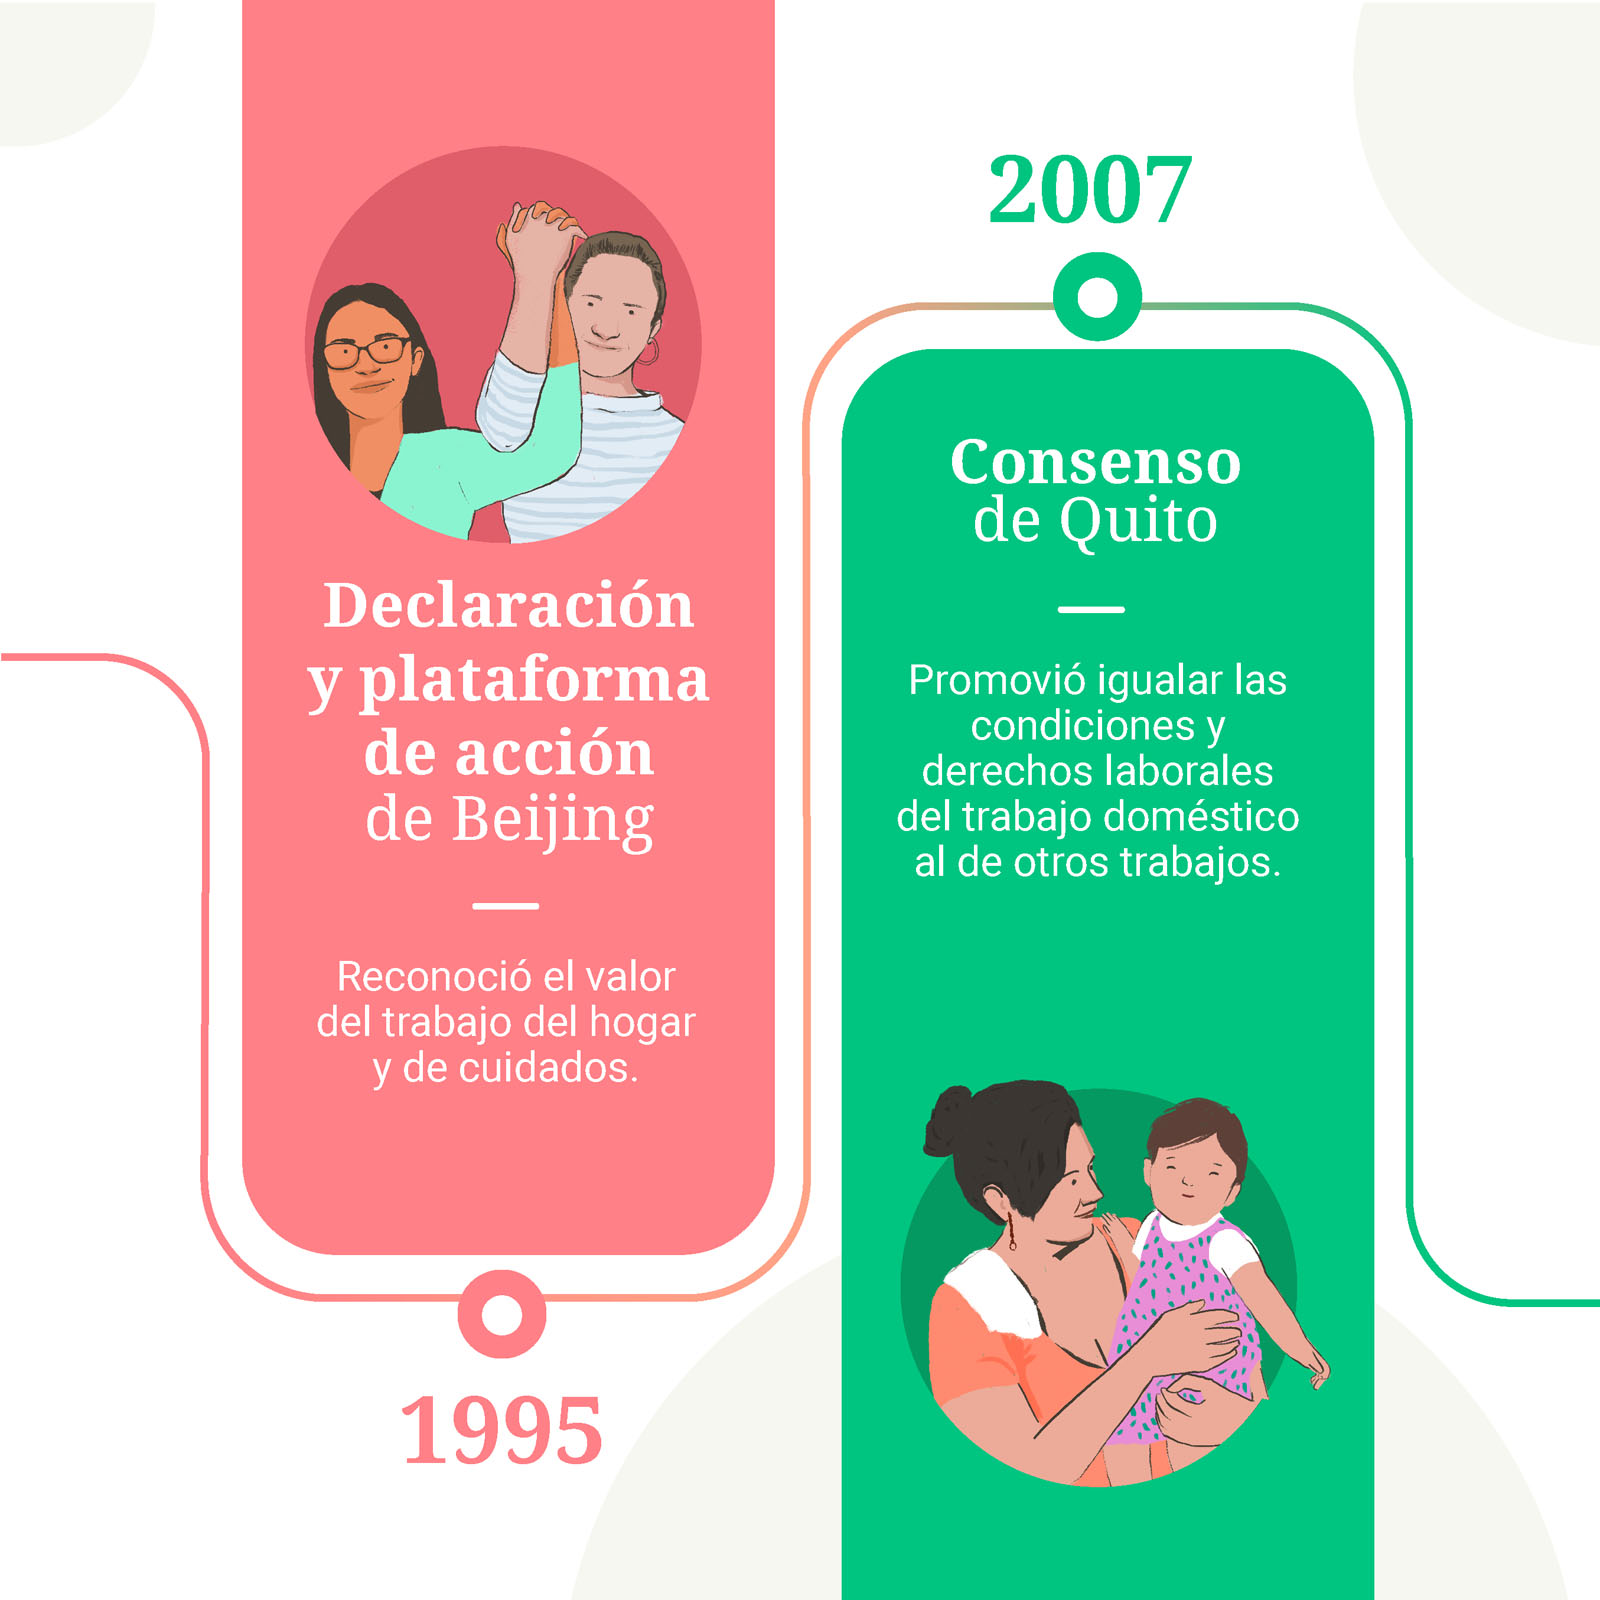 Declaración
y plataforma
de acción
de Beijing
Reconoció el valor
del trabajo del hogar
y de cuidados.
1995
2007
Consenso
de Quito
Promovió igualar las
condiciones y
derechos laborales
del trabajo doméstico
al de otros trabajos.